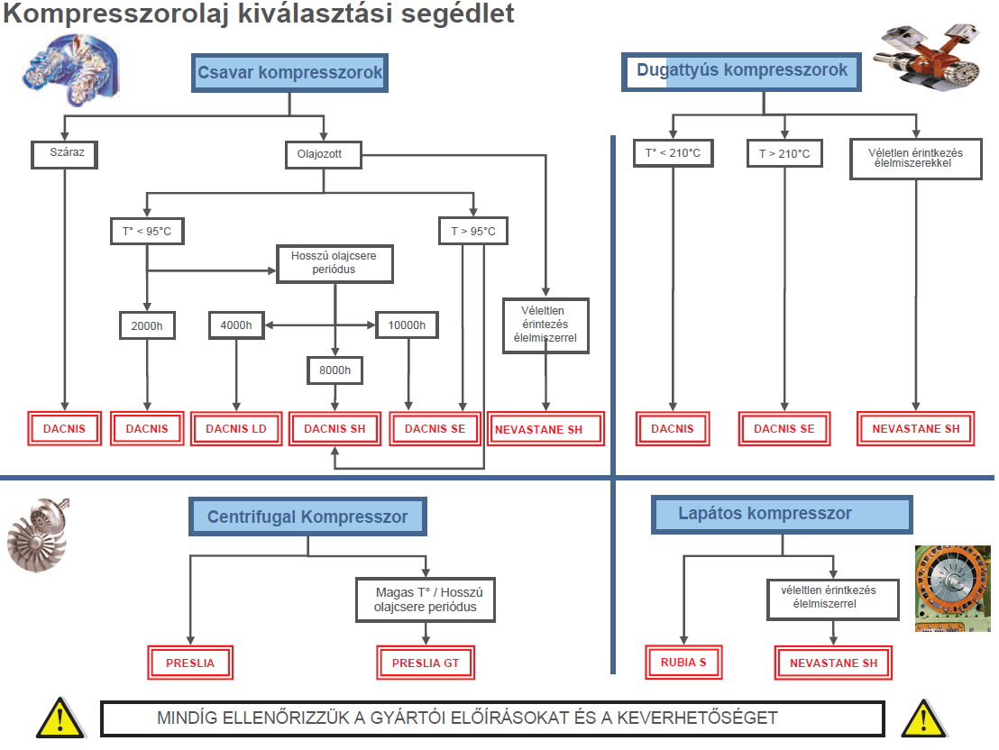 Kompresszorolaj kiválasztási segédlet
Csavar kompresszorok
Száraz
Olajozott
T° < 95°C
T > 95°C
Hosszú olajcsere
periódus
2000h
4000h
10000h
8000h
Véleltlen
érintezés
élelmiszerrel
DACNIS
DACNIS
DACNIS LD
DACNIS SH
DACNIS SE
NEVASTANE SH
Dugattyús kompresszorok
T° < 210°C
T > 210°C
Véletlen érintkezés
élelmiszerekkel
DACNIS
DACNIS SE
NEVASTANE SH
Centrifugal Kompresszor
Magas T° / Hosszú
olajcsere periódus
PRESLIA
PRESLIA GT
Lapátos kompresszor
véleltlen érintkezés
élelmiszerrel
RUBIA S
NEVASTANE SH
MINDÍG ELLENŐRIZZÜK A GYÁRTÓI ELŐÍRÁSOKAT ÉS A KEVERHETŐSÉGET